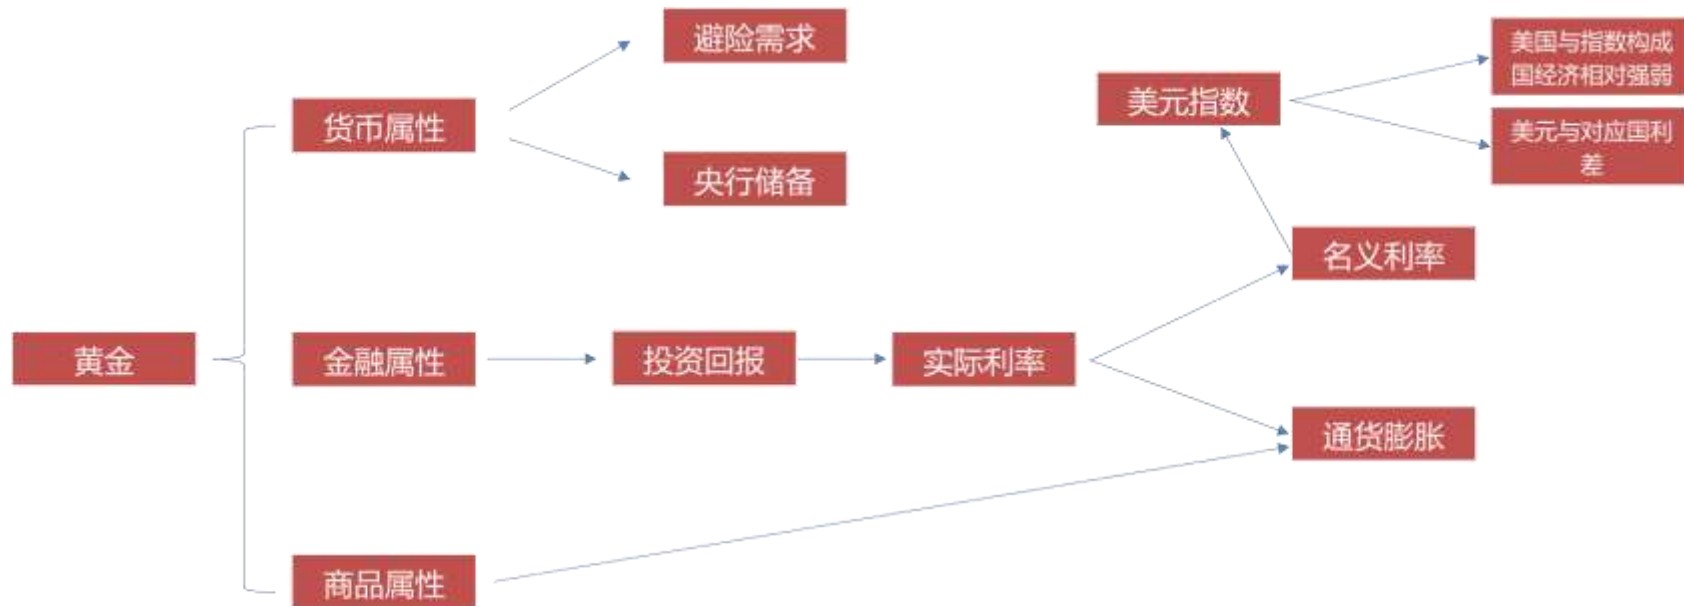 避险需求
美国与指数构成
国经济相对强弱
美元指数
货币属性
美元与对应国利
差
央行储备
名义利率
黄金
金融属性
投资回报
实际利率
通货膨胀
商品属性